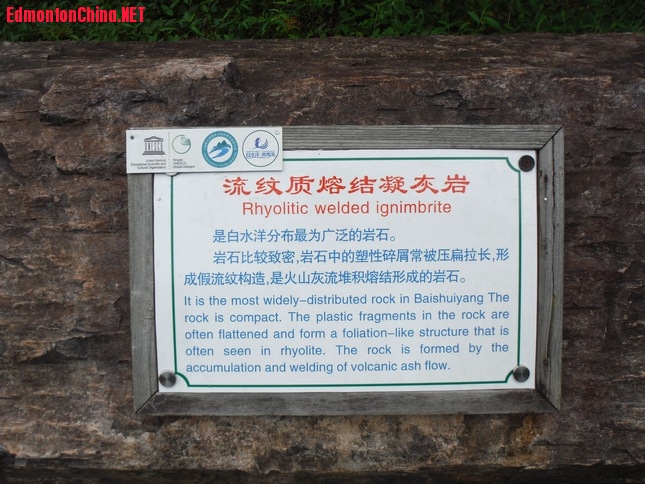 EdmontonChina.NET
流纹质熔结凝灰岩
Rhyolitic welded ignimbrite
是白水洋分布最为广泛的岩石。
岩石比较致密,岩石中的塑性碎屑常被压扁拉长,形
成假流纹构造,是火山灰流堆积熔结形成的岩石。
It is the most widely-distributed rock in Baishuiyang The
rock is compact. The plastic fragments in the rock are
often flattened and form a foliation-like structure that is
often seen in rhyolite. The rock is formed by the
accumulation and welding of volcanic ash flow.